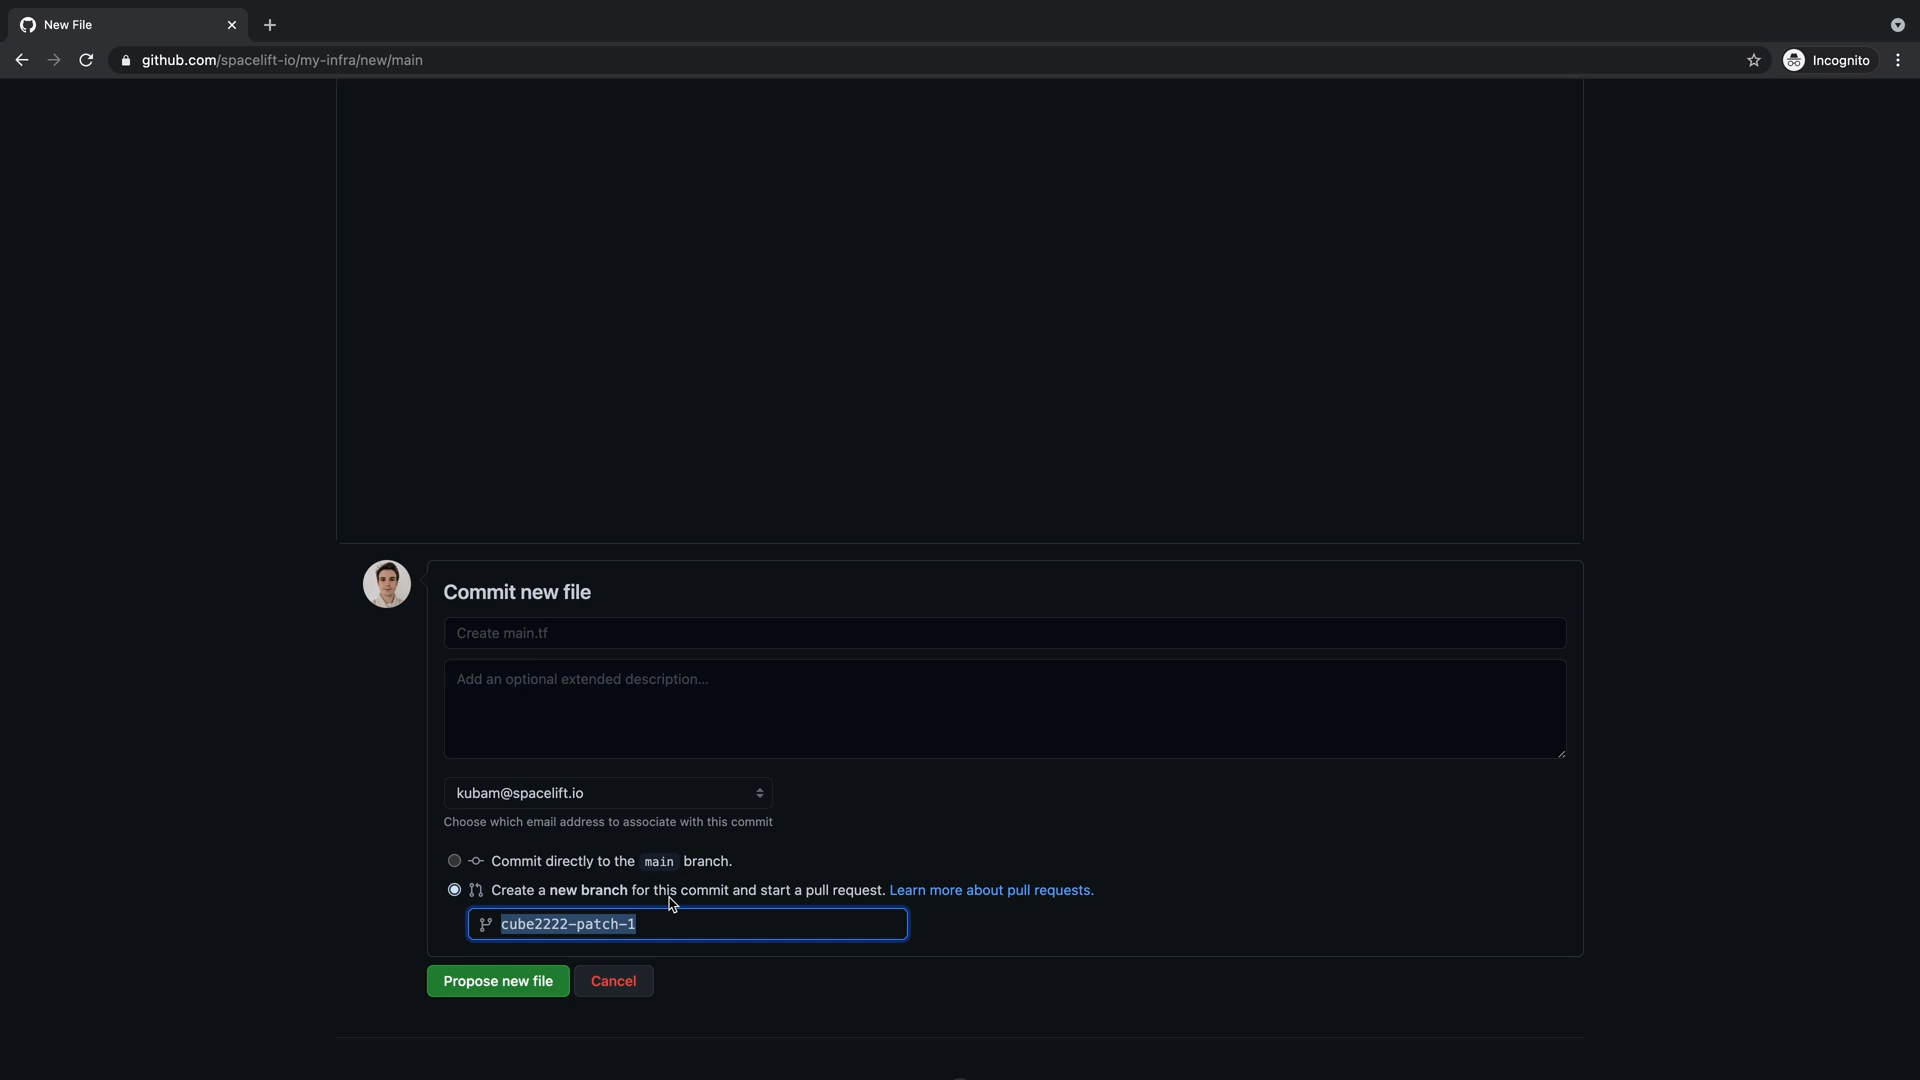 New File
github.com/spacelift-io/my-infra/new/main
Incognito
Commit new file
Create main.tf
Add an optional extended description...
kubam@spacelift.io
Choose which email address to associate with this commit
Commit directly to the main branch.
Create a new branch for this commit and start a pull request. Learn more about pull requests.
cube2222-patch-1
Propose new file
Cancel